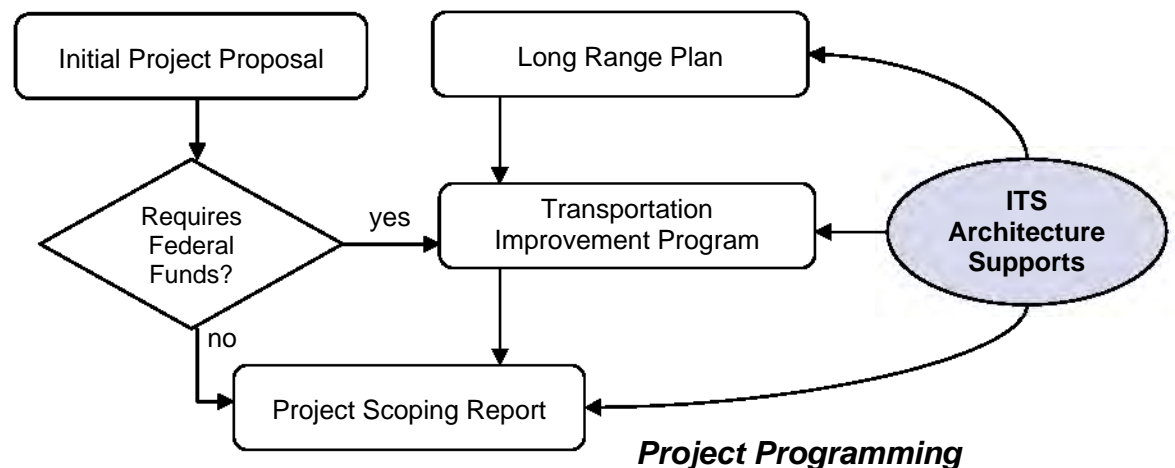 Initial Project Proposal
Long Range Plan
Requires
Federal
Funds?
yes
Transportation
Improvement Program
ITS
Architecture
Supports
no
Project Scoping Report
Project Programming